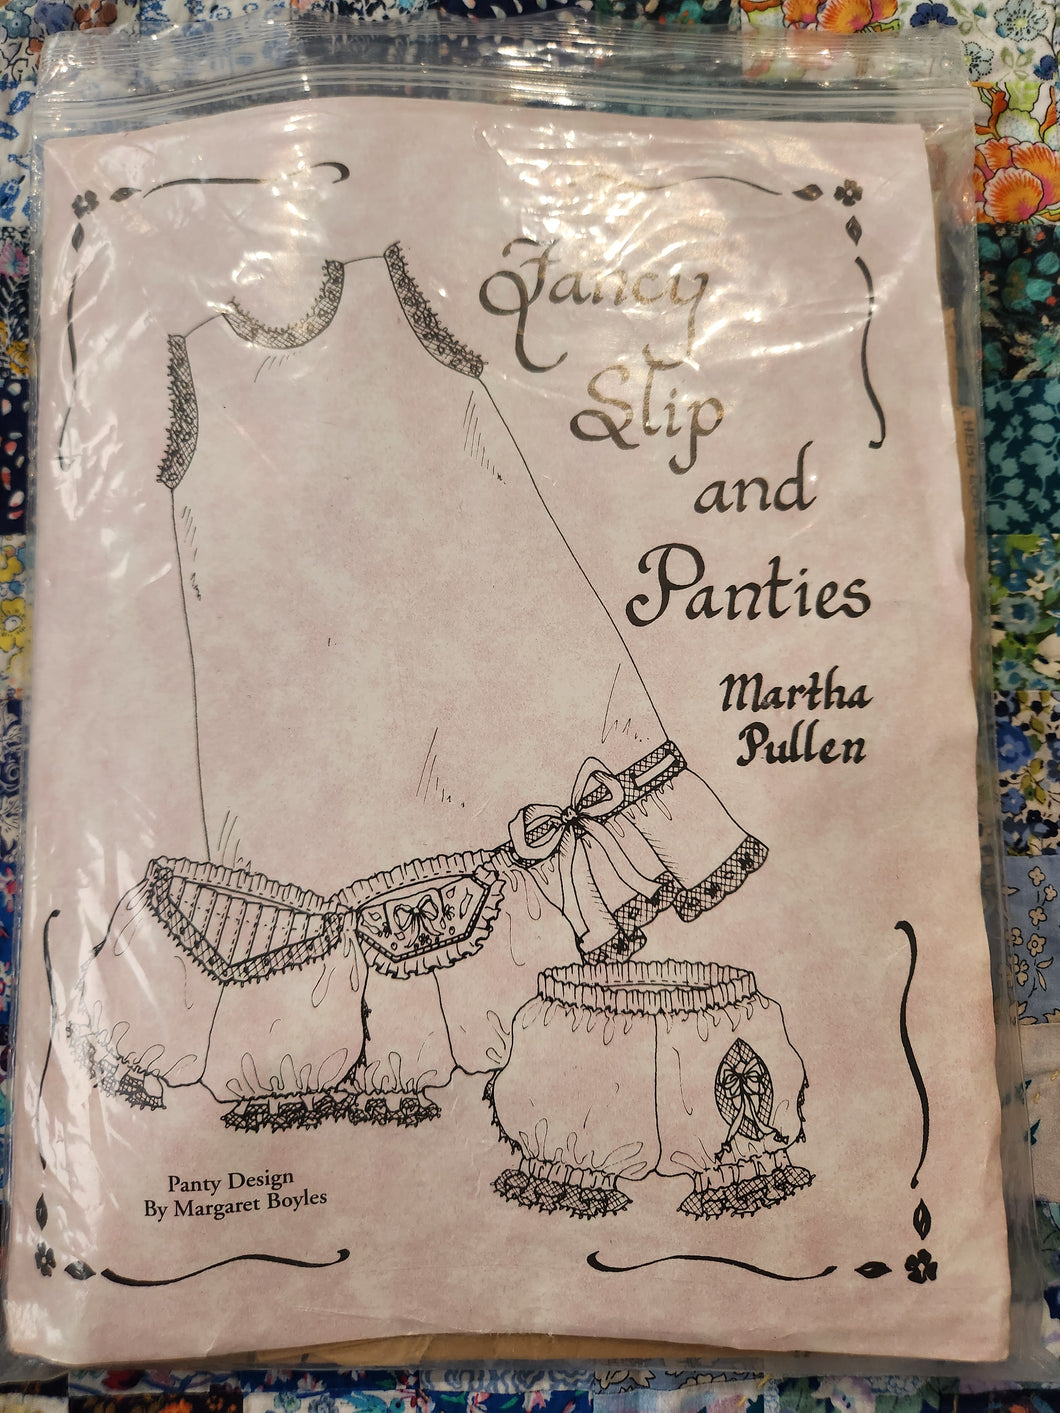 Fancy
Slip
and
Panties
Martha
Pullen
Panty Design
By Margaret Boyles